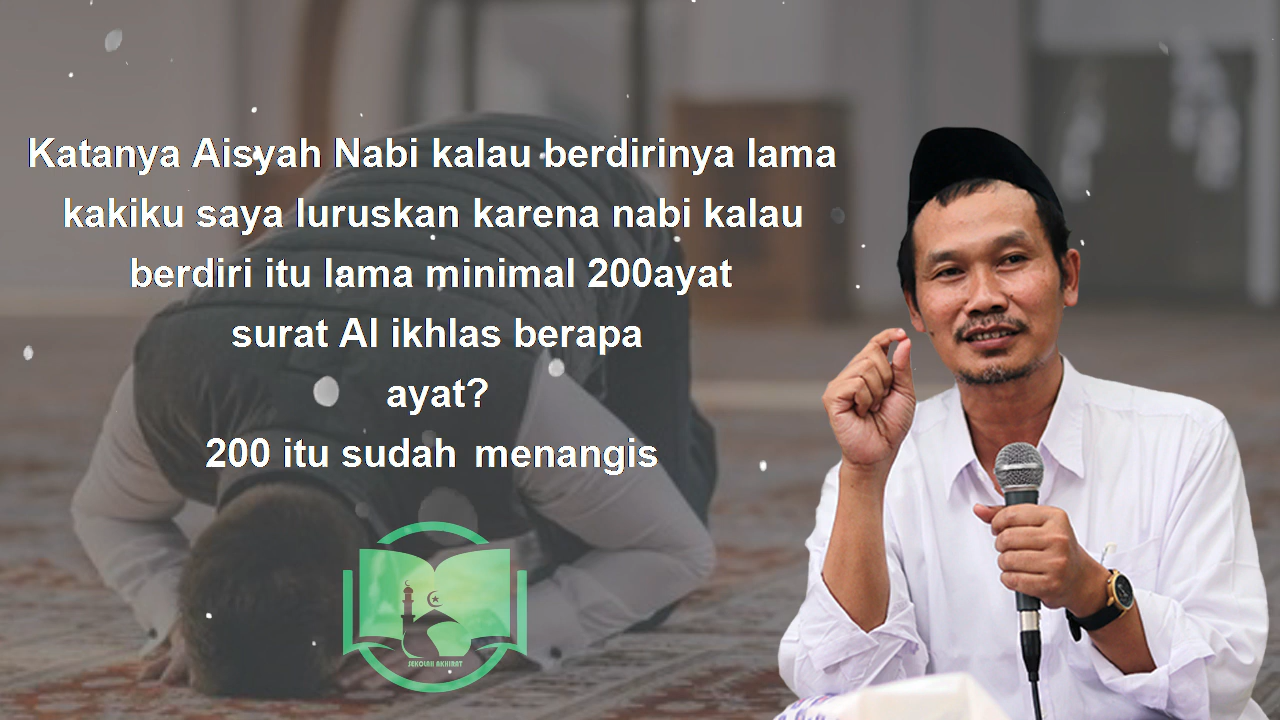 Katanya Aisyah Nabi kalau berdirinya lama
kakiku saya luruskan karena nabi kalau
berdiri itu lama minimal 200ayat
surat Al ikhlas berapa
ayat?
200 itu sudah menangis
SEKOLAH AKHIRAT